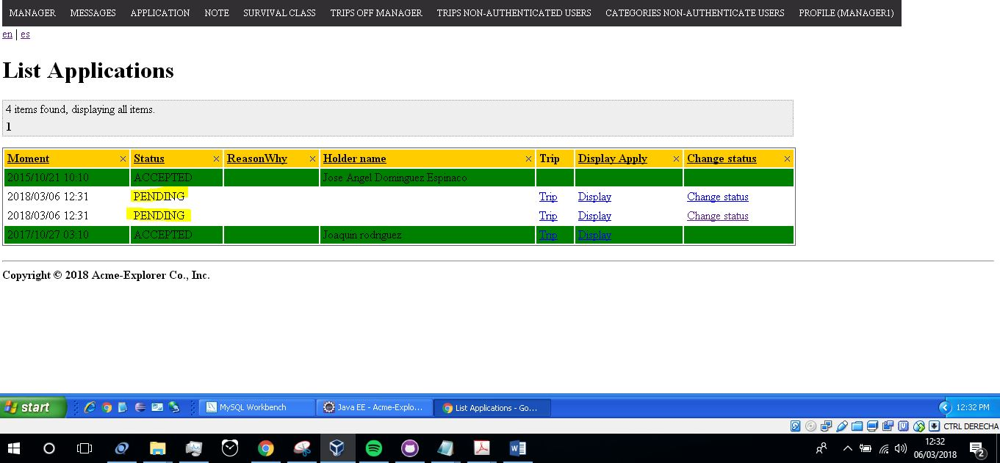 MANAGER MESSAGES APPLICATION NOTE SURVIVAL CLASS TRIPS OFF MANAGER TRIPS NON-AUTHENTICATED USERS CATEGORIES NON-AUTHENTICATE USERS PROFILE (MANAGER1)
en | es
List Applications
4 items found, displaying all items.
1
Moment Status ReasonWhy Holder name Trip Display Apply Change status
2015/10/21 10:10 ACCEPTED Jose Angel Dominguez Espinaco
2018/03/06 12:31 PENDING Trip Display Change status
2018/03/06 12:31 PENDING Trip Display Change status
2017/10/27 03:10 ACCEPTED Joaquin rodriguez Trip Display
Copyright © 2018 Acme-Explorer Co., Inc.
start MySQL Workbench Java EE - Acme-Explo... List Applications - Go... 12:32 PM
CTRL DERECHA
12:32
06/03/2018
2